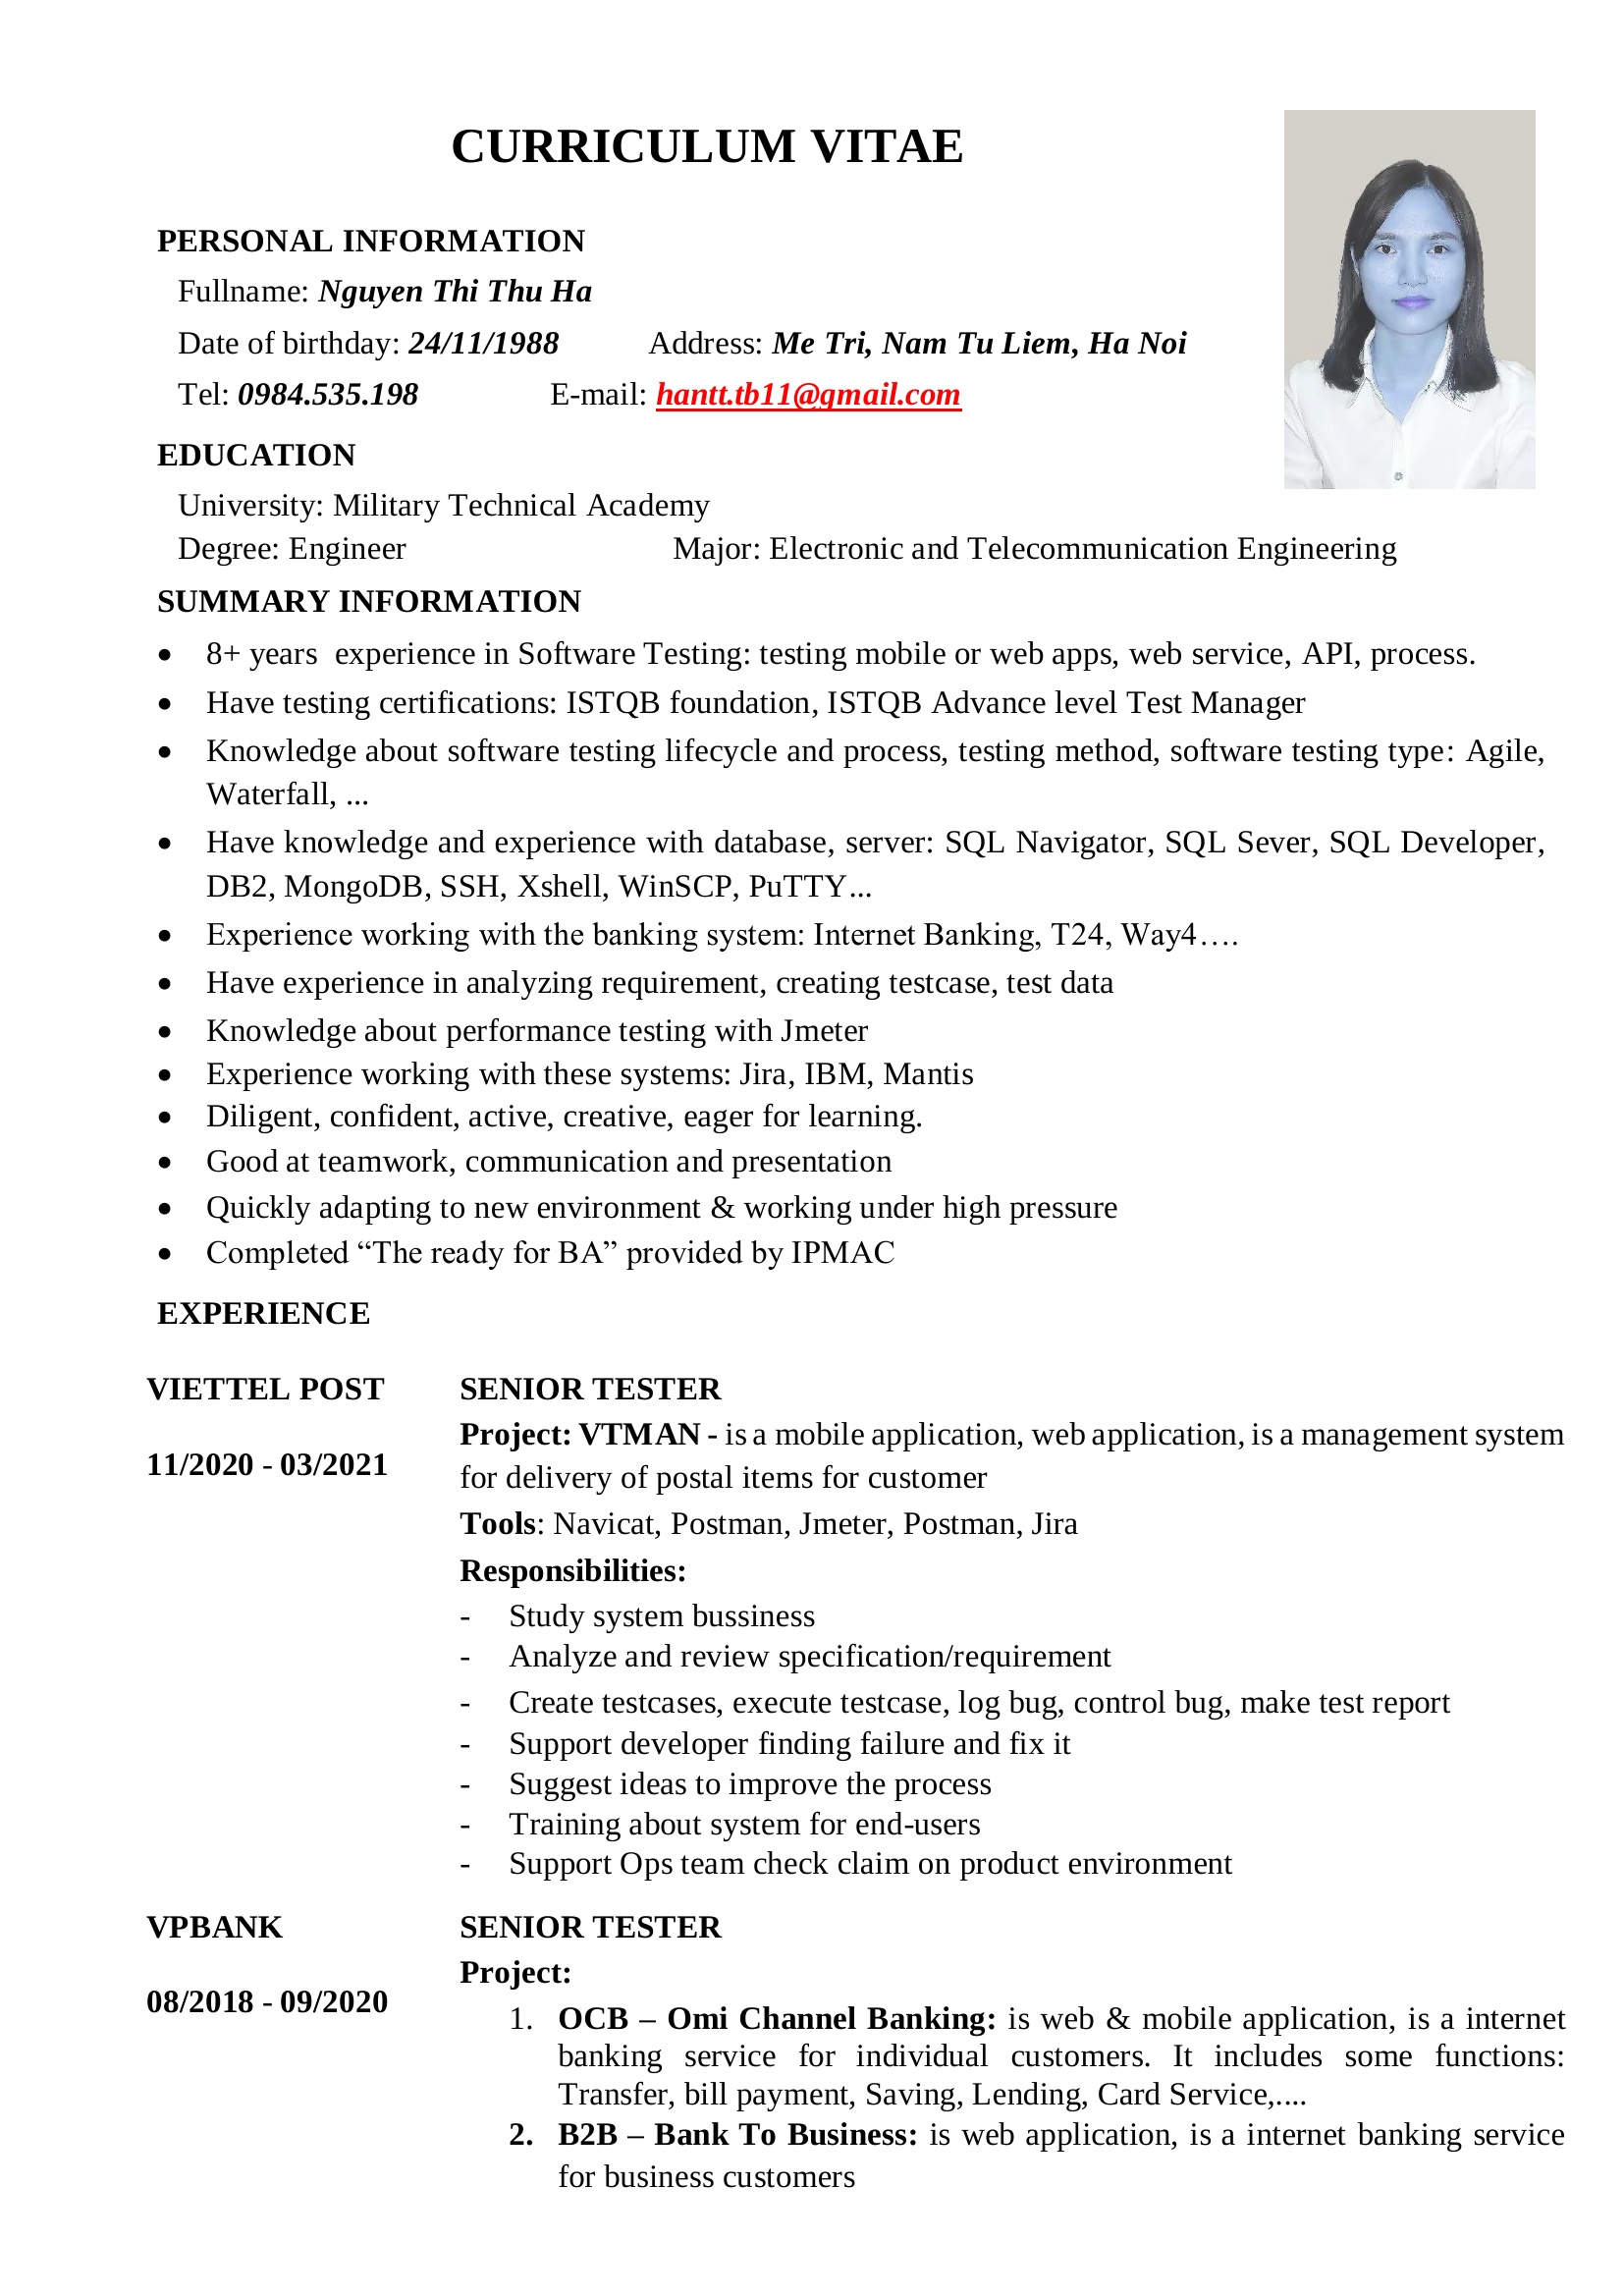 CURRICULUM VITAE
PERSONAL INFORMATION
Fullname: Nguyen Thi Thu Ha
Date of birthday: 24/11/1988 Address: Me Tri, Nam Tu Liem, Ha Noi
Tel: 0984.535.198 E-mail: hantt.tb11@gmail.com
EDUCATION
University: Military Technical Academy
Degree: Engineer Major: Electronic and Telecommunication Engineering
SUMMARY INFORMATION
• 8+ years experience in Software Testing: testing mobile or web apps, web service, API, process.
• Have testing certifications: ISTQB foundation, ISTQB Advance level Test Manager
• Knowledge about software testing lifecycle and process, testing method, software testing type: Agile,
Waterfall, ...
• Have knowledge and experience with database, server: SQL Navigator, SQL Sever, SQL Developer,
DB2, MongoDB, SSH, Xshell, WinSCP, PuTTY...
• Experience working with the banking system: Internet Banking, T24, Way4….
• Have experience in analyzing requirement, creating testcase, test data
• Knowledge about performance testing with Jmeter
• Experience working with these systems: Jira, IBM, Mantis
• Diligent, confident, active, creative, eager for learning.
• Good at teamwork, communication and presentation
• Quickly adapting to new environment & working under high pressure
• Completed “The ready for BA” provided by IPMAC
EXPERIENCE
VIETTEL POST
11/2020 - 03/2021
SENIOR TESTER
Project: VTMAN - is a mobile application, web application, is a management system
for delivery of postal items for customer
Tools: Navicat, Postman, Jmeter, Postman, Jira
Responsibilities:
- Study system bussiness
- Analyze and review specification/requirement
- Create testcases, execute testcase, log bug, control bug, make test report
- Support developer finding failure and fix it
- Suggest ideas to improve the process
- Training about system for end-users
- Support Ops team check claim on product environment
VPBANK
08/2018 - 09/2020
SENIOR TESTER
Project:
1. OCB – Omi Channel Banking: is web & mobile application, is a internet
banking service for individual customers. It includes some functions:
Transfer, bill payment, Saving, Lending, Card Service,....
2. B2B – Bank To Business: is web application, is a internet banking service
for business customers